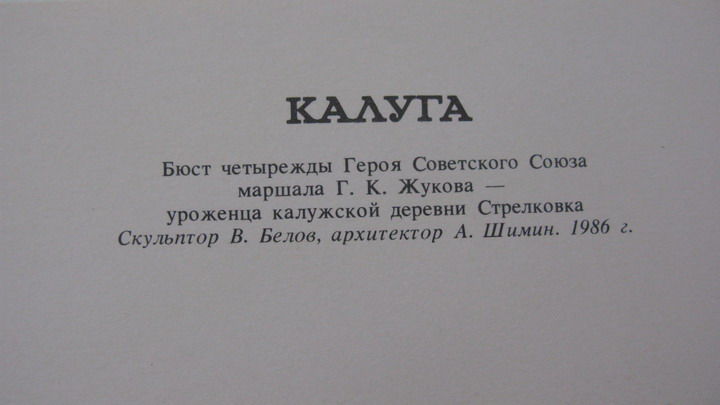 КАЛУГА
Бюст четырежды Героя Советского Союза
маршала Г. К. Жукова —
уроженца калужской деревни Стрелковка
Скульптор В. Белов, архитектор А. Шимин. 1986 г.